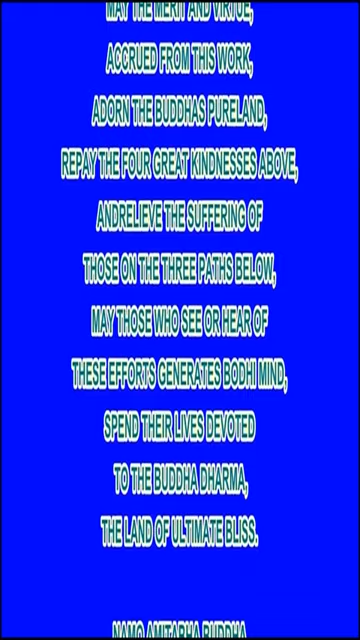 MAY THE MERIT AND VIRTUE,
ACCRUED FROM THIS WORK,
ADORN THE BUDDHAS PURELAND,
REPAY THE FOUR GREAT KINDNESSES ABOVE,
ANDRELIEVE THE SUFFERING OF
THOSE ON THE THREE PATHS BELOW,
MAY THOSE WHO SEE OR HEAR OF
THESE EFFORTS GENERATES BODHI MIND,
SPEND THEIR LIVES DEVOTED
TO THE BUDDHA DHARMA,
THE LAND OF ULTIMATE BLISS.
NAMO AMITABHA BUDDHA